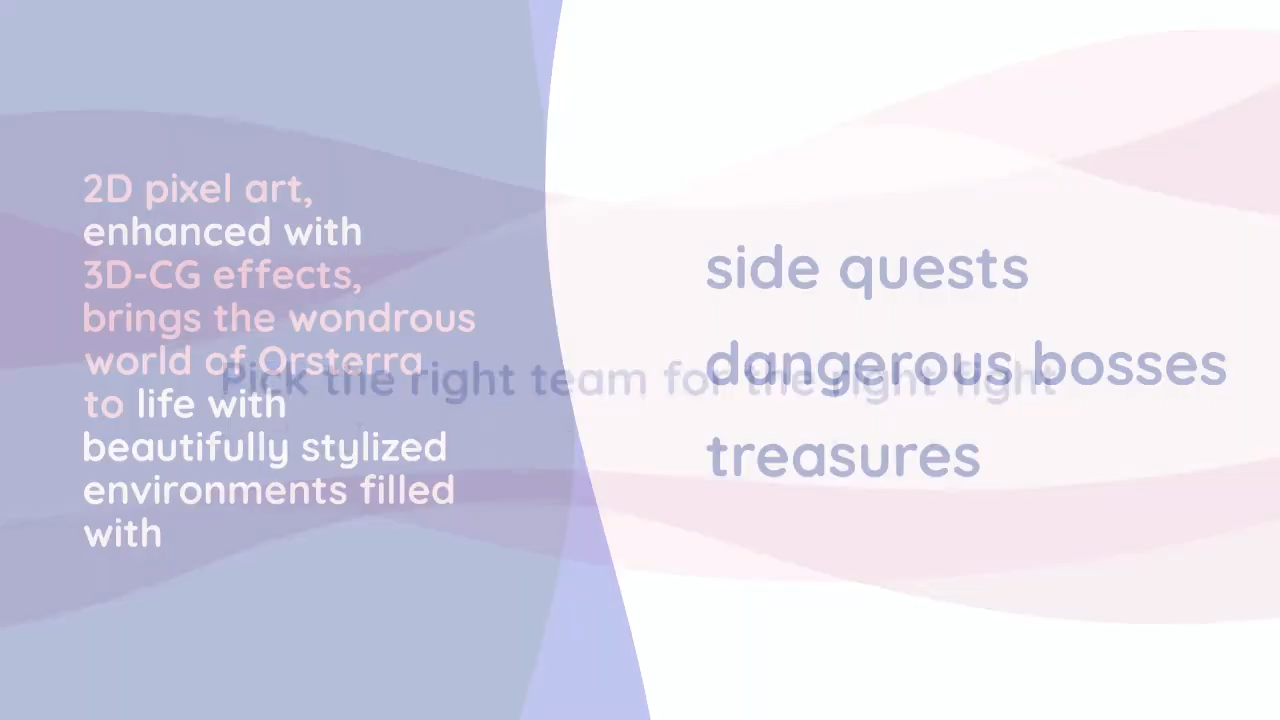 2D pixel art,
enhanced with
3D-CG effects,
brings the wondrous
world of Orsterra
to life with
beautifully stylized
environments filled
with
side quests
dangerous bosses
treasures
Pick the right team for the right fight